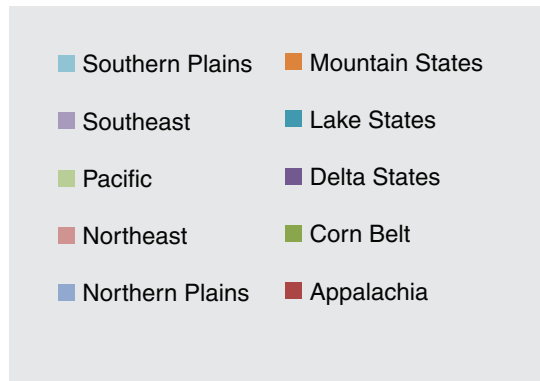 Southern Plains
Southeast
Pacific
Northeast
Northern Plains
Mountain States
Lake States
Delta States
Corn Belt
Appalachia